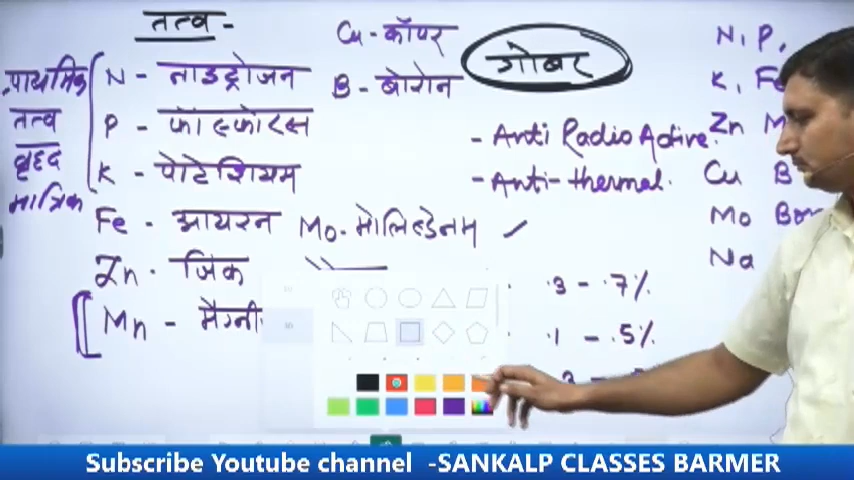 तत्व -
Cu - कॉपर
N, P,
प्राथमिक
N - नाइट्रोजन
B - बोरोन
गोबर
K, Fe
तत्व
P - फॉस्फोरस
- Anti Radio Active.
Zn M
वृहद
K - पोटेशियम
- Anti-thermal.
Cu B
मात्रिक
Fe - आयरन
Mo - मोलिब्डेनम
Mo
Zn - जिंक
Na
Mn - मैग्नी
.3 - .7%
.1 - .5%
Subscribe Youtube channel -SANKALP CLASSES BARMER